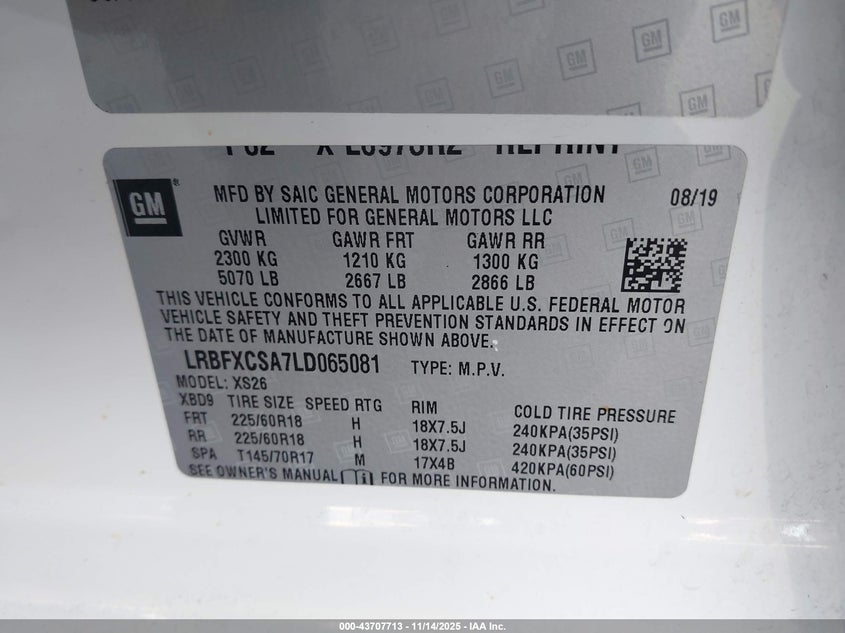 REPRINT
GM
MFD BY SAIC GENERAL MOTORS CORPORATION 08/19
LIMITED FOR GENERAL MOTORS LLC
GVWR GAWR FRT GAWR RR
2300 KG 1210 KG 1300 KG
5070 LB 2667 LB 2866 LB
THIS VEHICLE CONFORMS TO ALL APPLICABLE U.S. FEDERAL MOTOR
VEHICLE SAFETY AND THEFT PREVENTION STANDARDS IN EFFECT ON
THE DATE OF MANUFACTURE SHOWN ABOVE.
LRBFXCSA7LD065081 TYPE: M.P.V.
MODEL: XS26
XBD9 TIRE SIZE SPEED RTG RIM COLD TIRE PRESSURE
FRT 225/60R18 H 18X7.5J 240KPA(35PSI)
RR 225/60R18 H 18X7.5J 240KPA(35PSI)
SPA T145/70R17 M 17X4B 420KPA(60PSI)
SEE OWNER'S MANUAL FOR MORE INFORMATION.
000-43707713 - 11/14/2025 - IAA Inc.